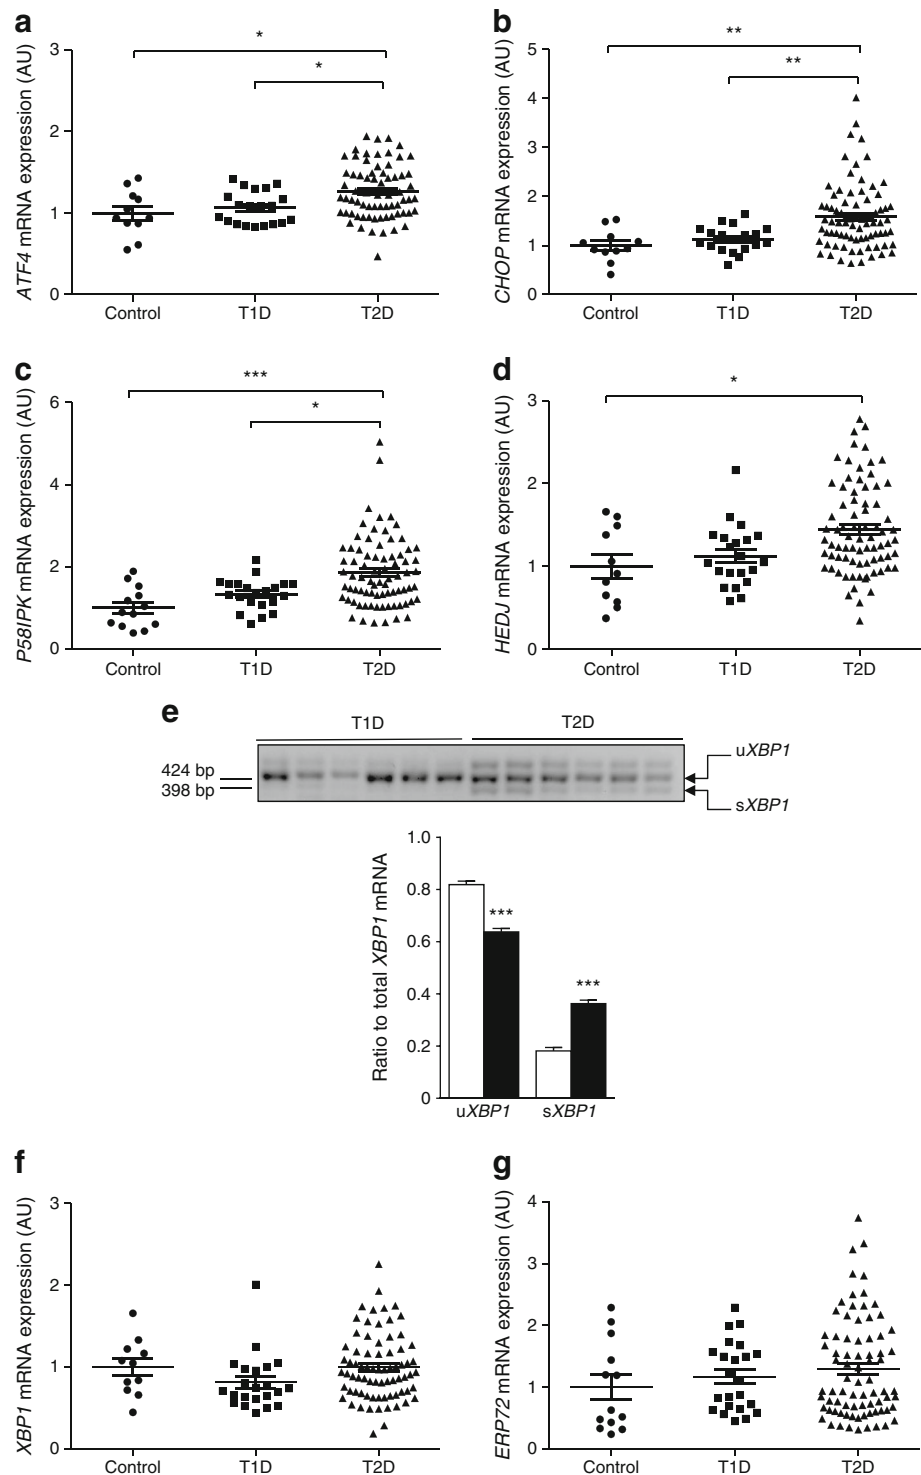 a
ATF4 mRNA expression (AU)
3
2
1
0
*
*
Control
T1D
T2D
b
CHOP mRNA expression (AU)
5
4
3
2
1
0
**
**
Control
T1D
T2D
c
P58IPK mRNA expression (AU)
6
4
2
0
***
*
Control
T1D
T2D
d
HEDJ mRNA expression (AU)
3
2
1
0
*
Control
T1D
T2D
e
T1D
T2D
424 bp
398 bp
uXBP1
sXBP1
Ratio to total XBP1 mRNA
1.0
0.8
0.6
0.4
0.2
0
***
***
uXBP1
sXBP1
f
XBP1 mRNA expression (AU)
3
2
1
0
Control
T1D
T2D
g
ERP72 mRNA expression (AU)
4
3
2
1
0
Control
T1D
T2D